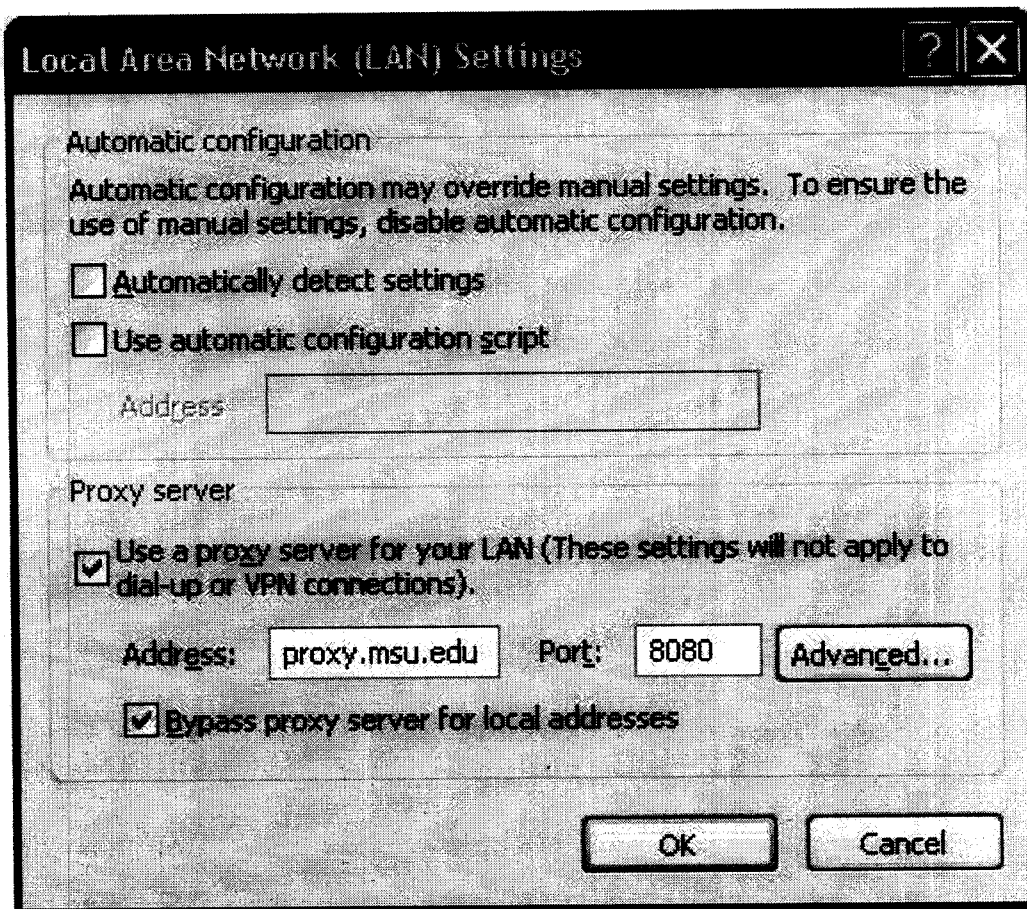 Local Area Network (LAN) Settings
Automatic configuration
Automatic configuration may override manual settings. To ensure the
use of manual settings, disable automatic configuration.
Automatically detect settings
Use automatic configuration script
Address
Proxy server
Use a proxy server for your LAN (These settings will not apply to
dial-up or VPN connections).
Address: proxy.msu.edu Port: 8080 Advanced...
Bypass proxy server for local addresses
OK Cancel